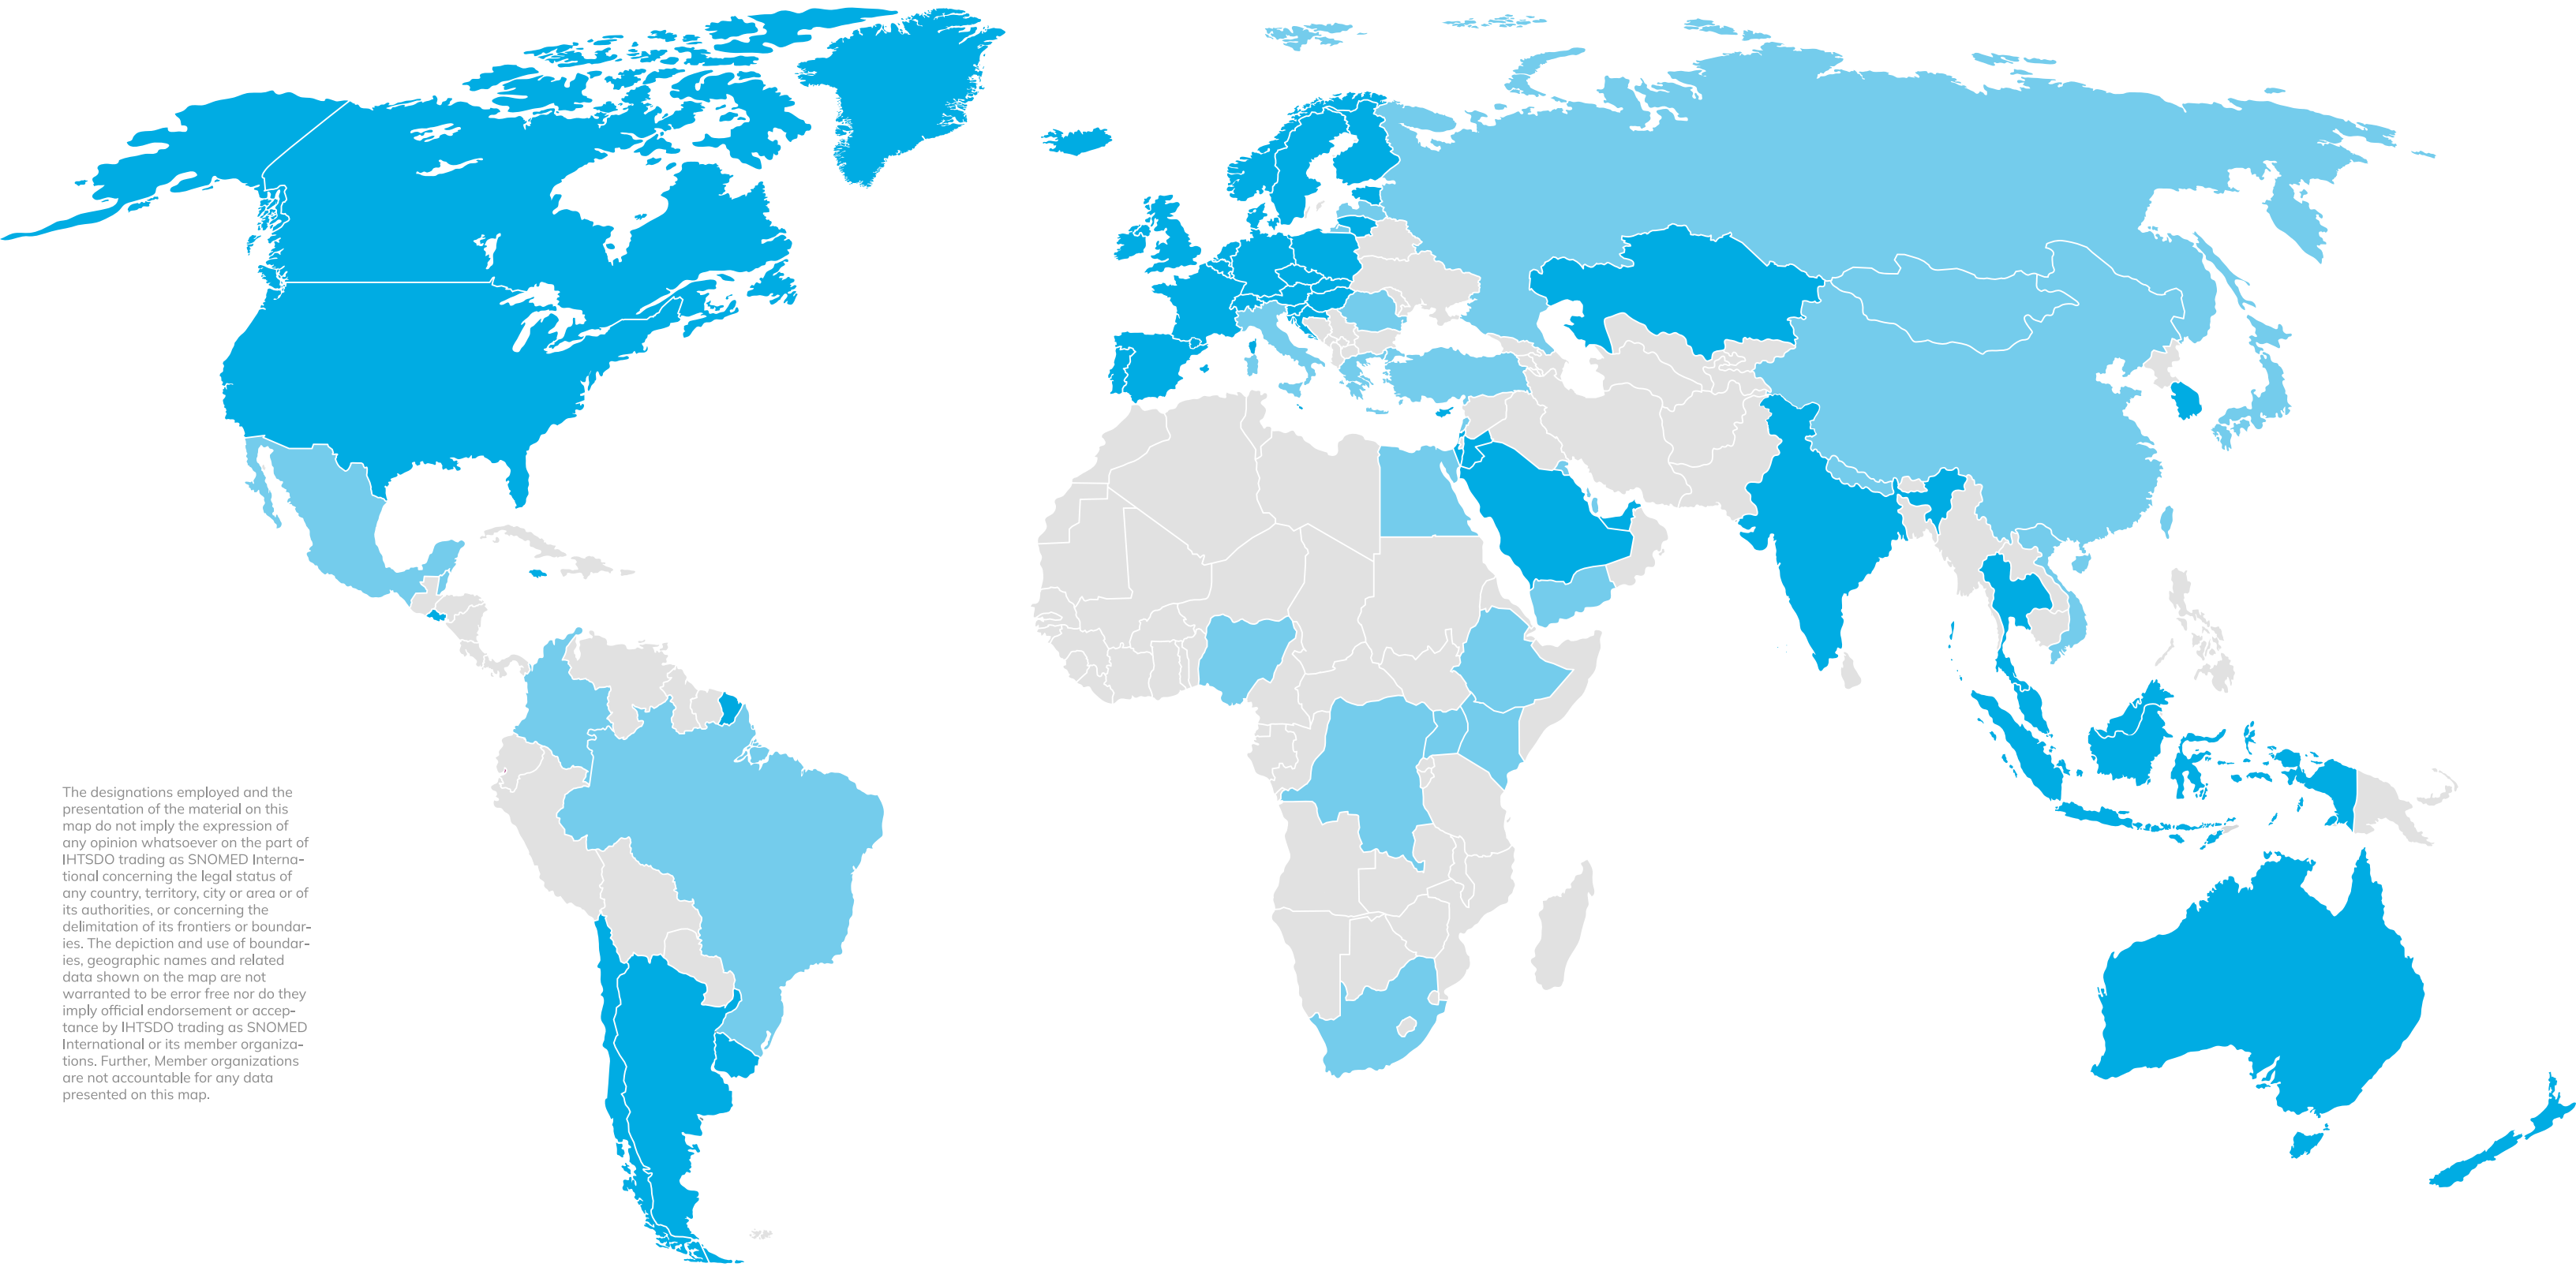 The designations employed and the
presentation of the material on this
map do not imply the expression of
any opinion whatsoever on the part of
IHTSDO trading as SNOMED Interna-
tional concerning the legal status of
any country, territory, city or area or of
its authorities, or concerning the
delimitation of its frontiers or boundar-
ies. The depiction and use of boundar-
ies, geographic names and related
data shown on the map are not
warranted to be error free nor do they
imply official endorsement or accep-
tance by IHTSDO trading as SNOMED
International or its member organiza-
tions. Further, Member organizations
are not accountable for any data
presented on this map.